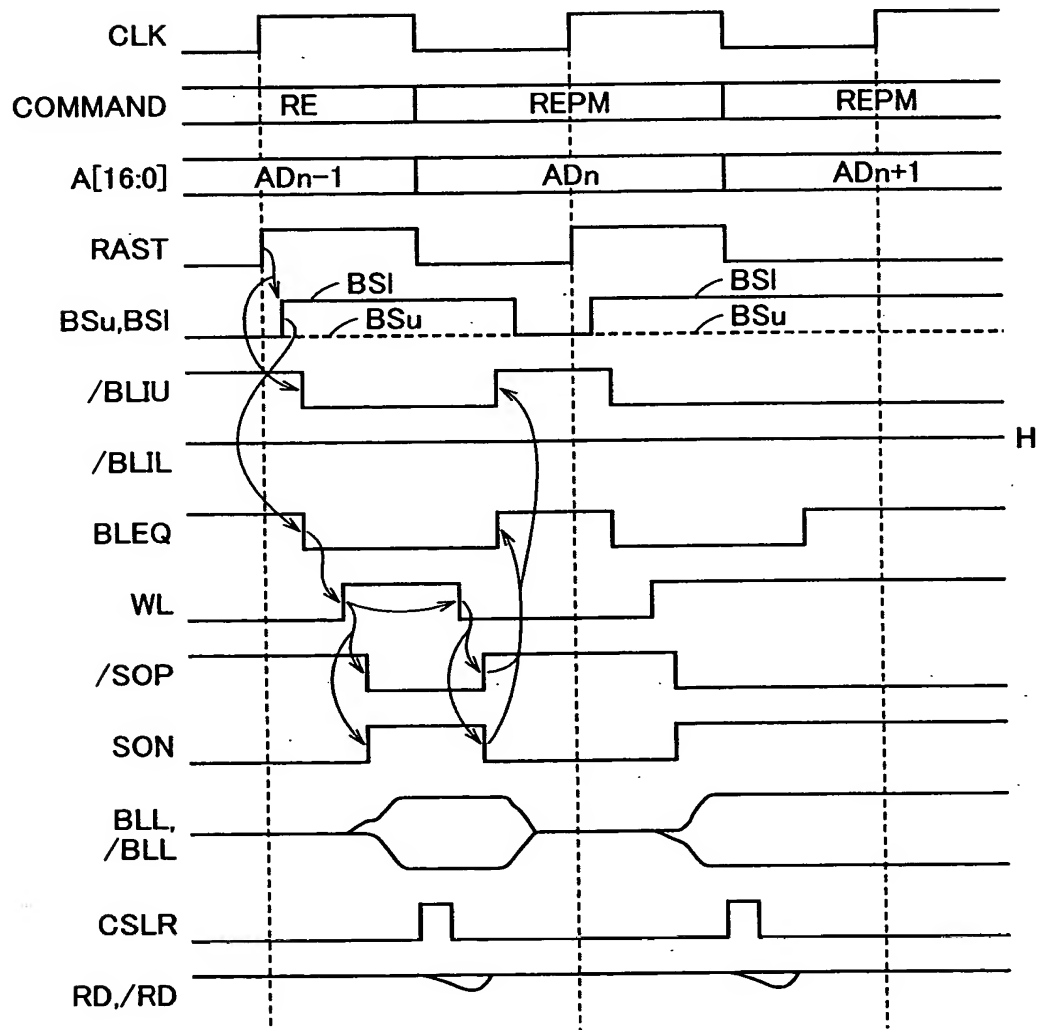 CLK
COMMAND RE REPM REPM
A[16:0] ADn-1 ADn ADn+1
RAST
BSl BSl
BSu,BSl BSu BSu
/BLIU
/BLIL H
BLEQ
WL
/SOP
SON
BLL,
/BLL
CSLR
RD,/RD